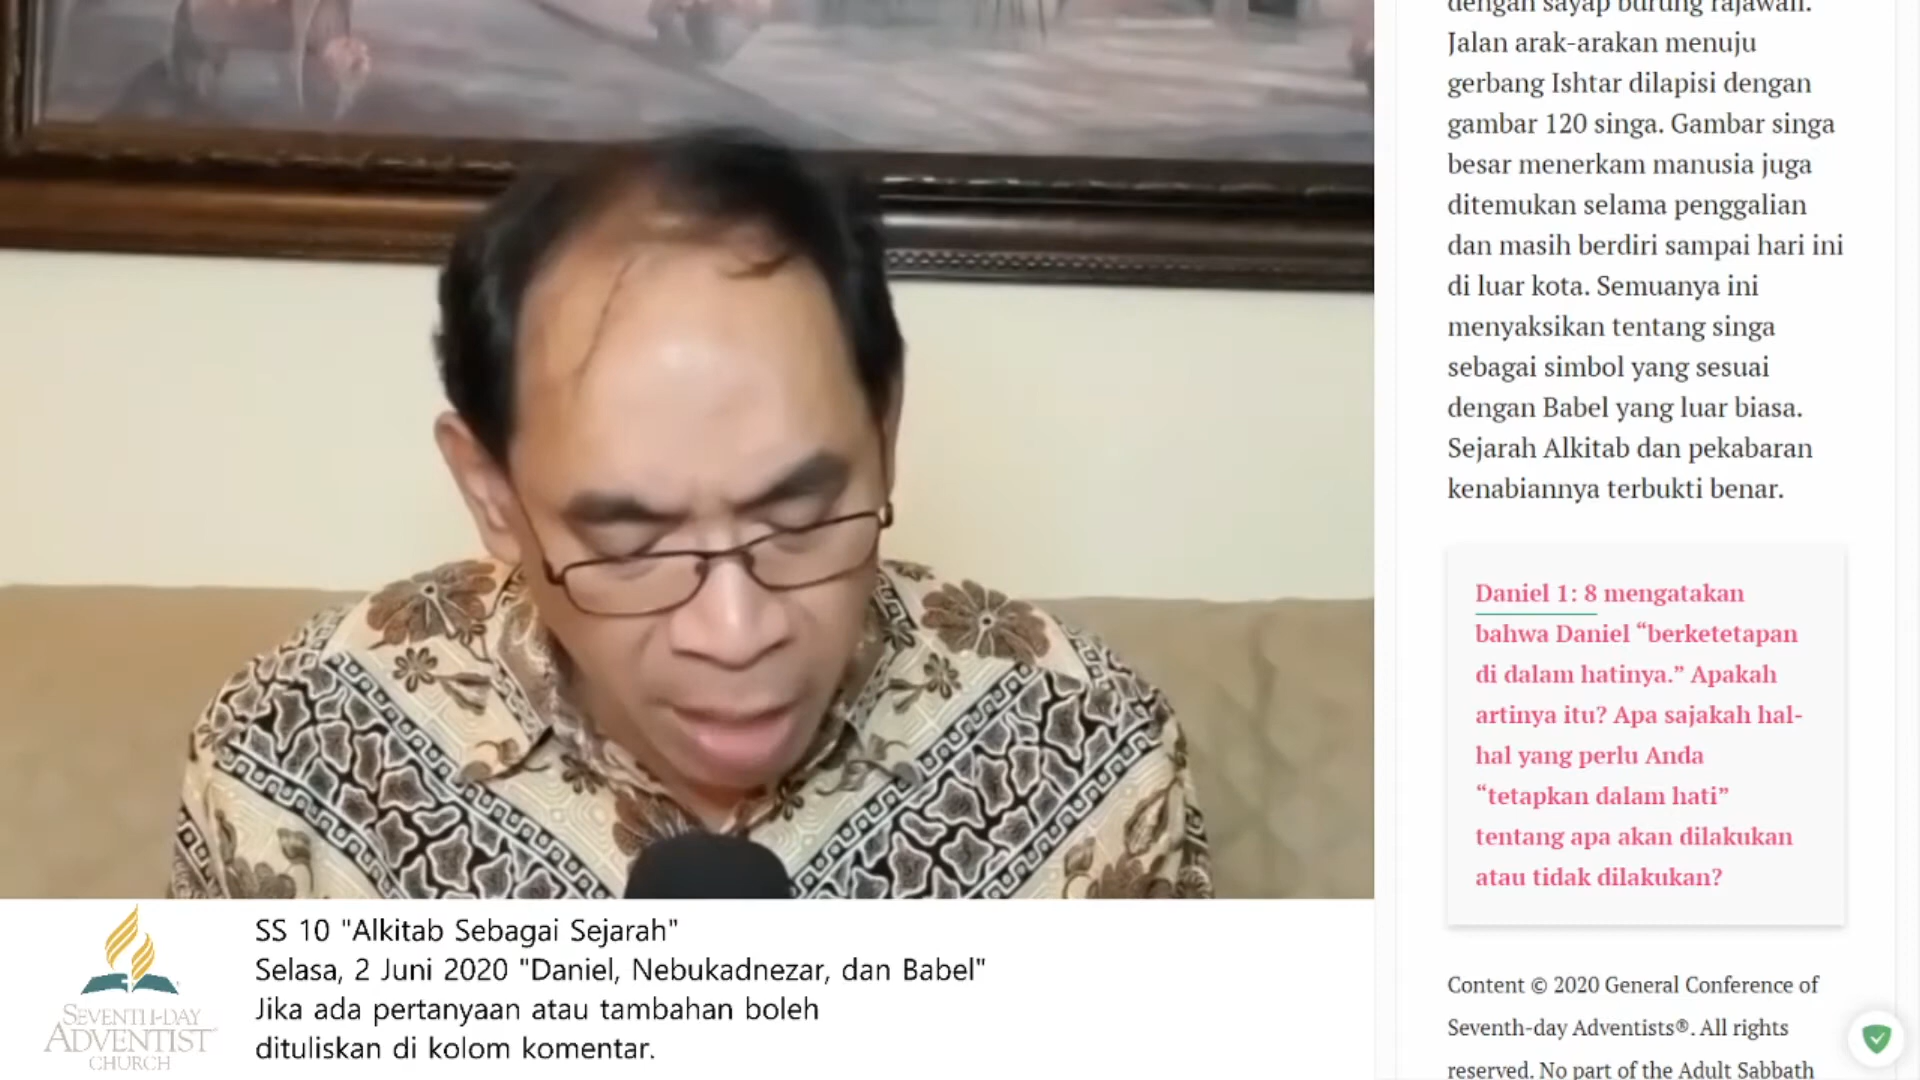 dengan sayap burung rajawali.
Jalan arak-arakan menuju
gerbang Ishtar dilapisi dengan
gambar 120 singa. Gambar singa
besar menerkam manusia juga
ditemukan selama penggalian
dan masih berdiri sampai hari ini
di luar kota. Semuanya ini
menyaksikan tentang singa
sebagai simbol yang sesuai
dengan Babel yang luar biasa.
Sejarah Alkitab dan pekabaran
kenabiannya terbukti benar.
Daniel 1: 8 mengatakan
bahwa Daniel “berketetapan
di dalam hatinya.” Apakah
artinya itu? Apa sajakah hal-
hal yang perlu Anda
“tetapkan dalam hati”
tentang apa akan dilakukan
atau tidak dilakukan?
Content © 2020 General Conference of
Seventh-day Adventists®. All rights
reserved. No part of the Adult Sabbath
SEVENTH-DAY
ADVENTIST
CHURCH
SS 10 "Alkitab Sebagai Sejarah"
Selasa, 2 Juni 2020 "Daniel, Nebukadnezar, dan Babel"
Jika ada pertanyaan atau tambahan boleh
dituliskan di kolom komentar.